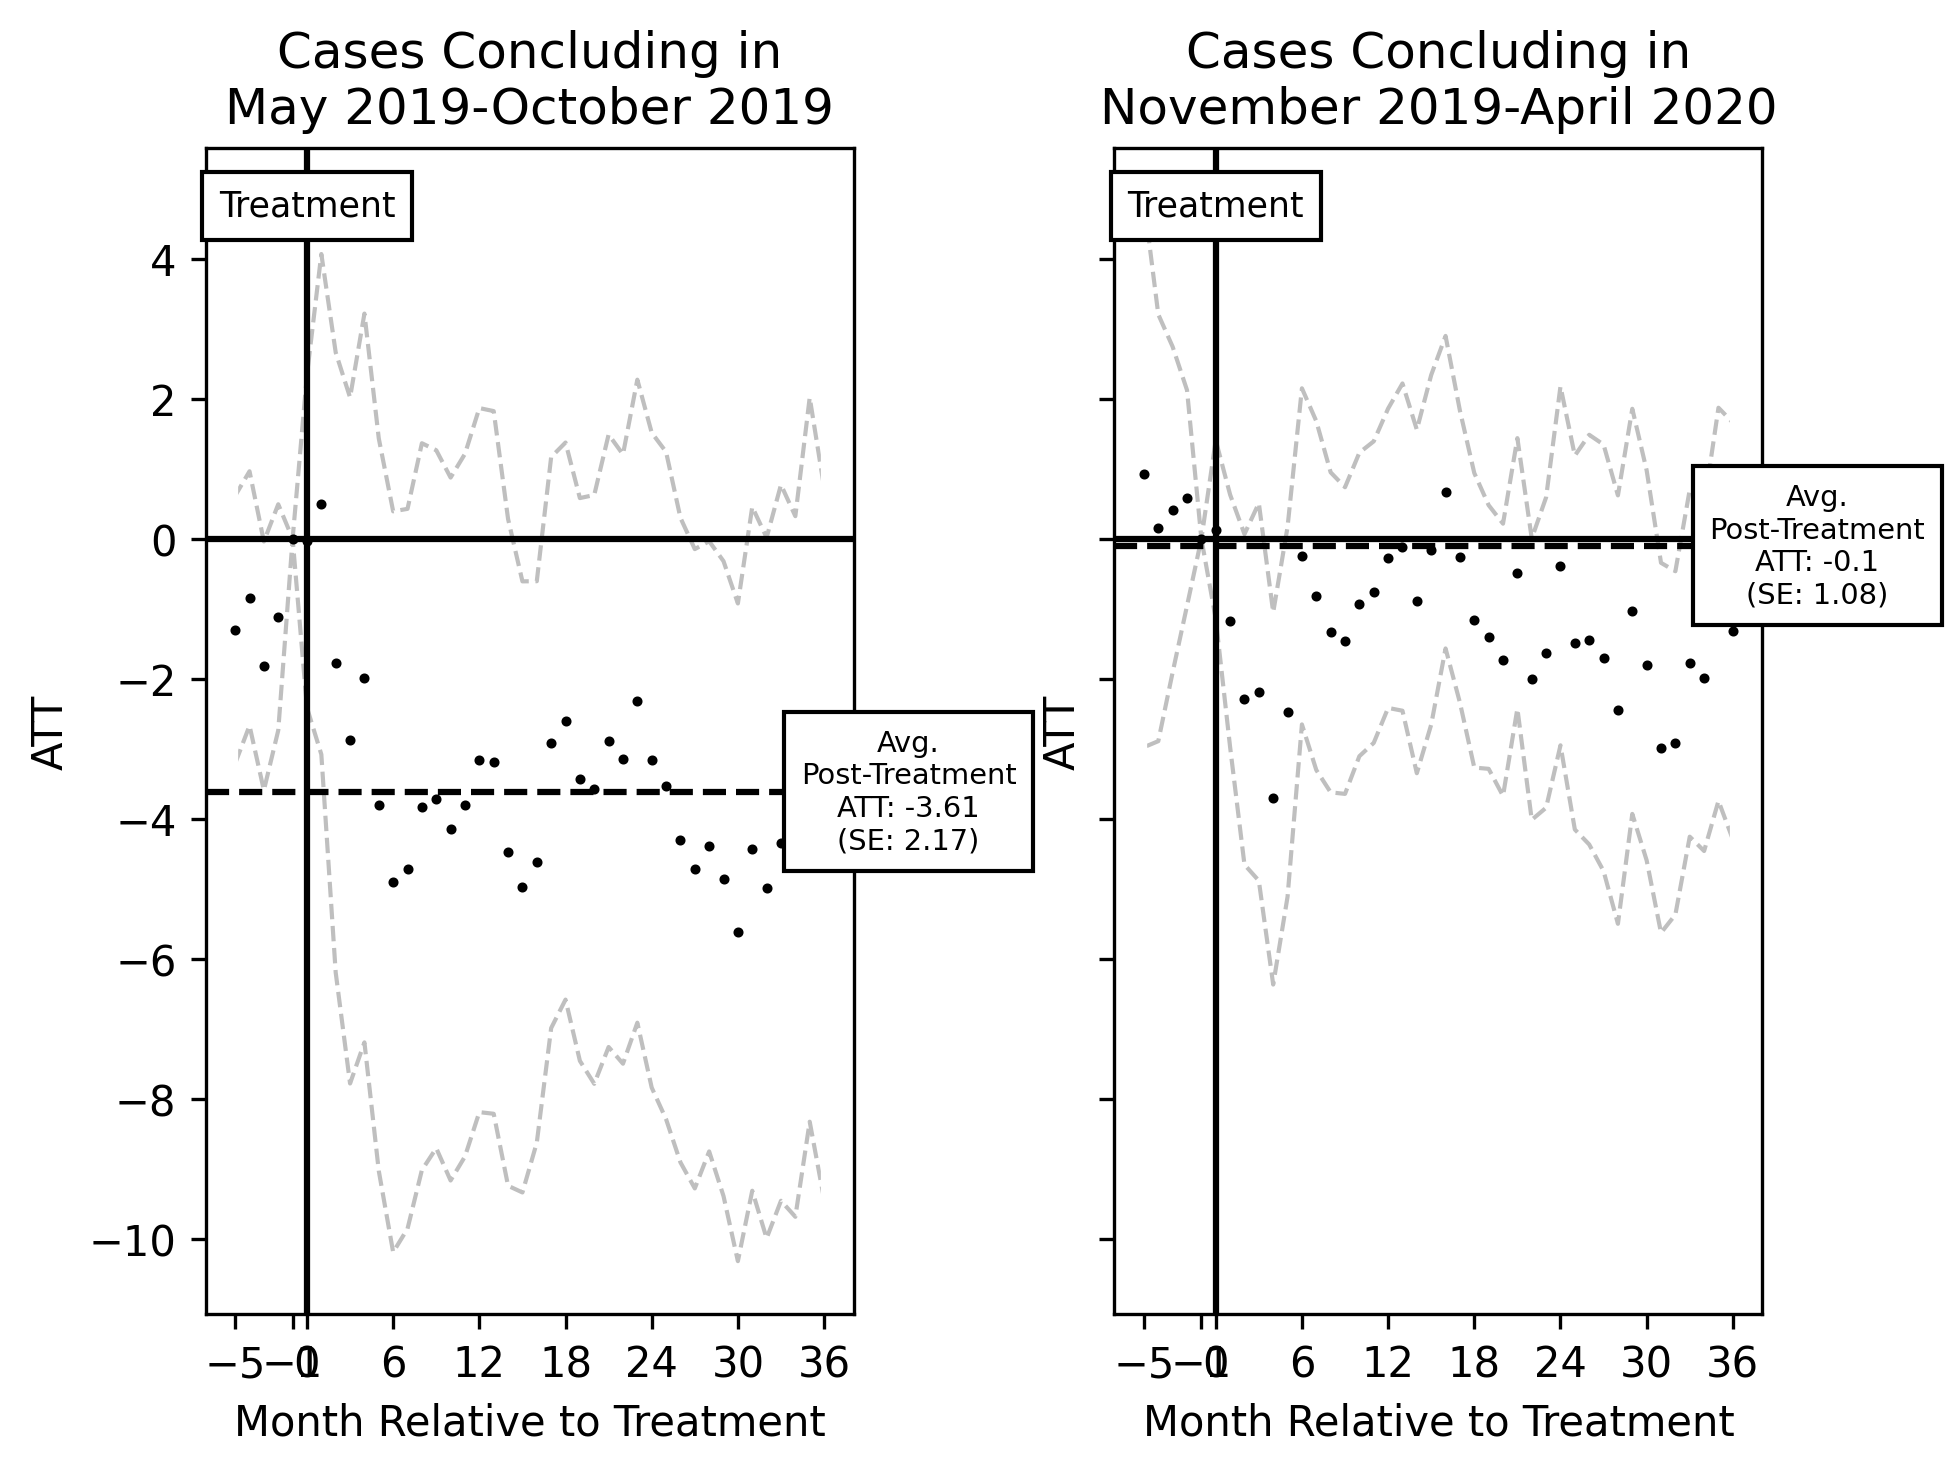 Cases Concluding in
May 2019-October 2019
Treatment
ATT
4
2
0
−2
−4
−6
−8
−10
Avg.
Post-Treatment
ATT: -3.61
(SE: 2.17)
−5 −1 0 6 12 18 24 30 36
Month Relative to Treatment
Cases Concluding in
November 2019-April 2020
Treatment
ATT
Avg.
Post-Treatment
ATT: -0.1
(SE: 1.08)
−5 −1 0 6 12 18 24 30 36
Month Relative to Treatment